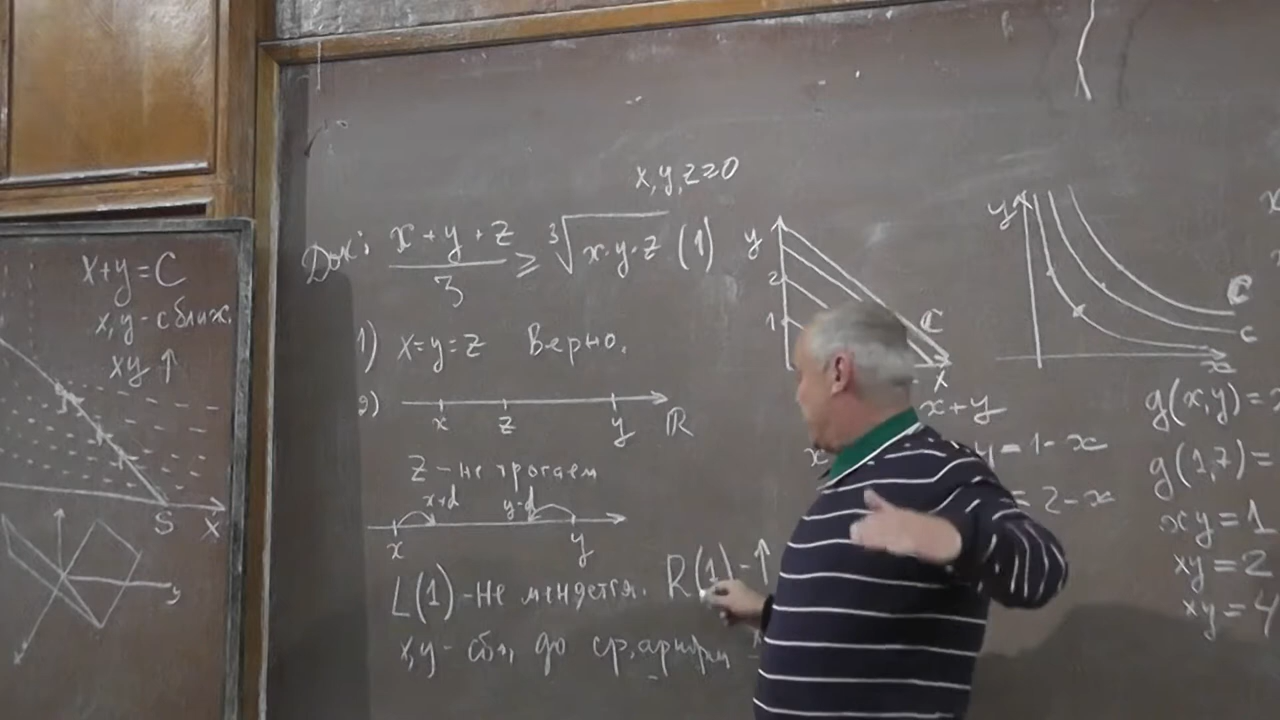 x+y=C
x,y-сближ.
xy ↑
S
X
y
x,y,z≥0
Док: (x+y+z)/3 ≥ ∛(x·y·z) (1)
1) x=y=z Верно.
2)
x z y R
z - не трогаем
x+d y-d
x y
L(1)-не меняется. R(1)-↑
x,y-сбл, до ср, арифм
y
2
1
C
x
x+y
y=1-x
=2-x
y
C
C
x
g(x,y)=
g(1,7)=
xy=1
xy=2
xy=4